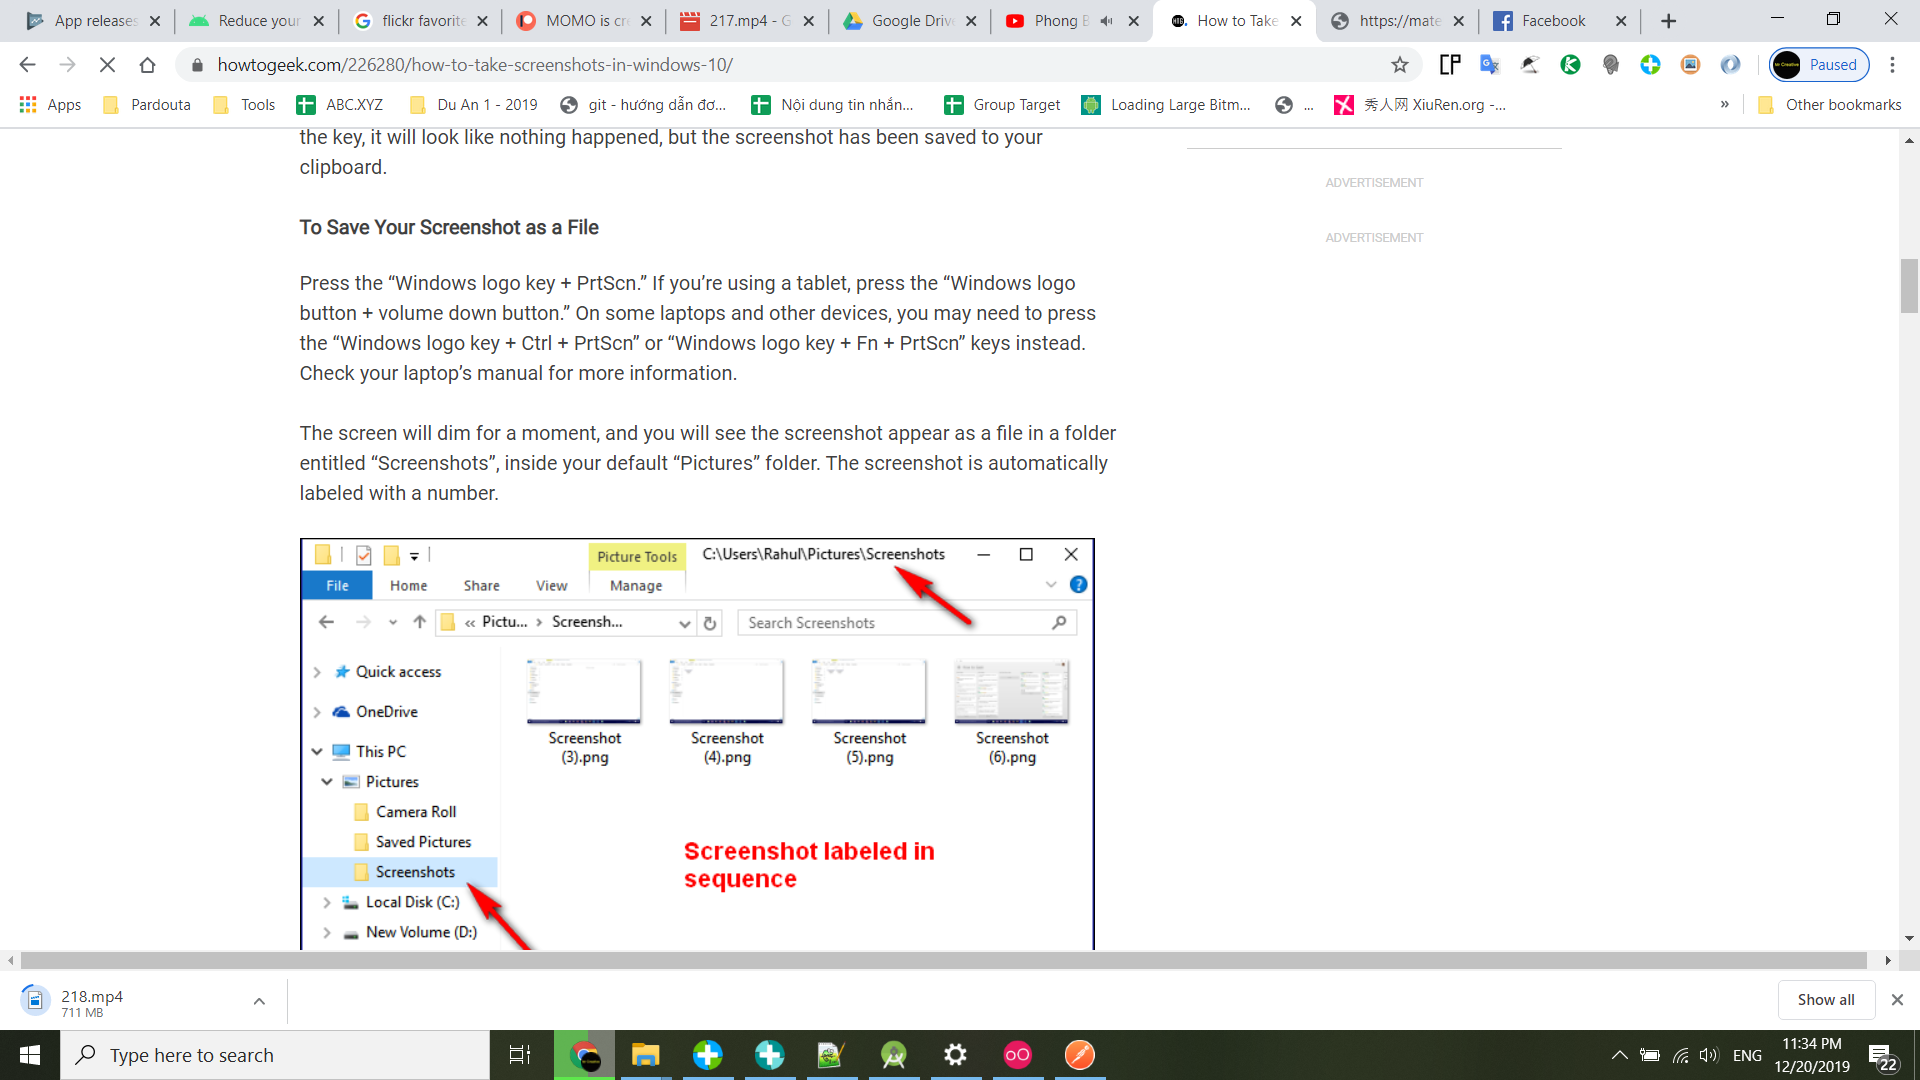 App releases
Reduce your
flickr favorite
MOMO is cre
217.mp4 - G
Google Drive
Phong B
How to Take
https://mate
Facebook
howtogeek.com/226280/how-to-take-screenshots-in-windows-10/
Paused
Apps
Pardouta
Tools
ABC.XYZ
Du An 1 - 2019
git - hướng dẫn đơ...
Nội dung tin nhắn...
Group Target
Loading Large Bitm...
...
秀人网 XiuRen.org -...
»
Other bookmarks
the key, it will look like nothing happened, but the screenshot has been saved to your
clipboard.
ADVERTISEMENT
ADVERTISEMENT
To Save Your Screenshot as a File
Press the “Windows logo key + PrtScn.” If you’re using a tablet, press the “Windows logo
button + volume down button.” On some laptops and other devices, you may need to press
the “Windows logo key + Ctrl + PrtScn” or “Windows logo key + Fn + PrtScn” keys instead.
Check your laptop’s manual for more information.
The screen will dim for a moment, and you will see the screenshot appear as a file in a folder
entitled “Screenshots”, inside your default “Pictures” folder. The screenshot is automatically
labeled with a number.
Picture Tools
C:\Users\Rahul\Pictures\Screenshots
File
Home
Share
View
Manage
« Pictu... › Screensh...
Search Screenshots
Quick access
OneDrive
This PC
Pictures
Camera Roll
Saved Pictures
Screenshots
Local Disk (C:)
New Volume (D:)
Screenshot
(3).png
Screenshot
(4).png
Screenshot
(5).png
Screenshot
(6).png
Screenshot labeled in
sequence
218.mp4
711 MB
Show all
Type here to search
ENG
11:34 PM
12/20/2019
22